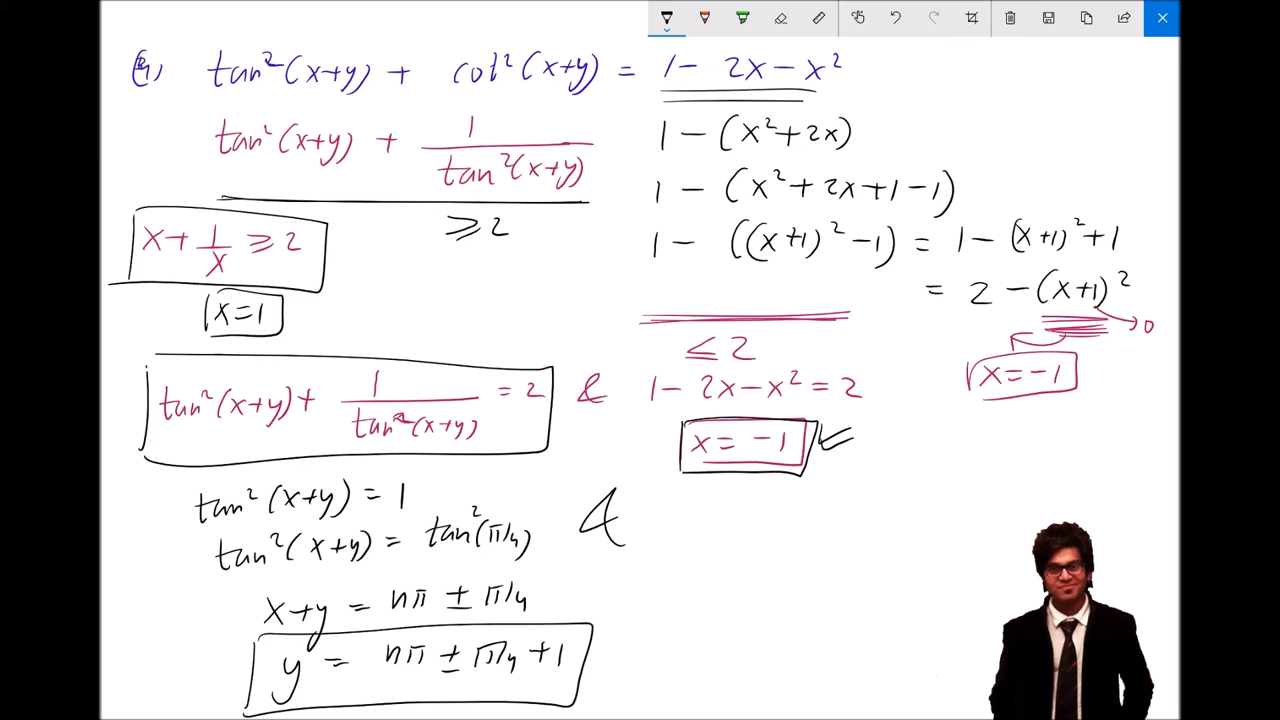 tan²(x+y) + cot²(x+y) = 1 - 2x - x²
tan²(x+y) + 1/tan²(x+y)
≥ 2
x + 1/x ≥ 2
x = 1
1 - (x² + 2x)
1 - (x² + 2x + 1 - 1)
1 - ((x+1)² - 1) = 1 - (x+1)² + 1
= 2 - (x+1)²
→ 0
≤ 2
x = -1
tan²(x+y) + 1/tan²(x+y) = 2 & 1 - 2x - x² = 2
x = -1
tan²(x+y) = 1 &
tan²(x+y) = tan²(π/4)
x+y = nπ ± π/4
y = nπ ± π/4 + 1